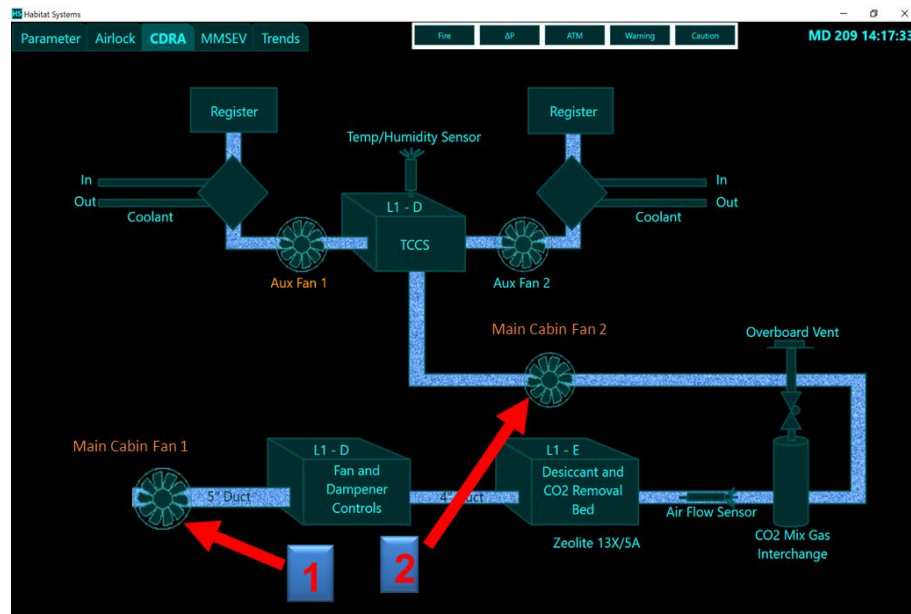 HS Habitat Systems
Parameter Airlock CDRA MMSEV Trends
Fire ΔP ATM Warning Caution
MD 209 14:17:33
Register
Register
Temp/Humidity Sensor
In
Out
Coolant
In
Out
Coolant
L1 - D
TCCS
Aux Fan 1
Aux Fan 2
Main Cabin Fan 2
Overboard Vent
Main Cabin Fan 1
L1 - D
Fan and
Dampener
Controls
5" Duct
4" Duct
L1 - E
Desiccant and
CO2 Removal
Bed
Zeolite 13X/5A
Air Flow Sensor
CO2 Mix Gas
Interchange
1
2